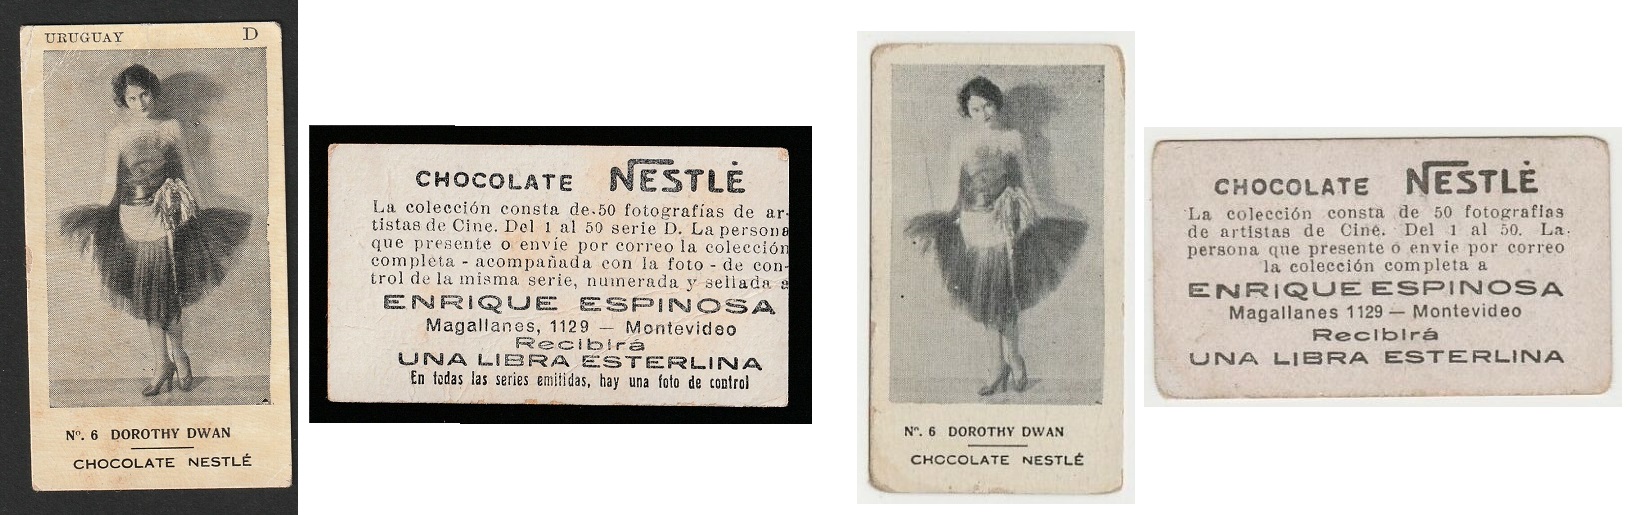 URUGUAY D
Nº. 6 DOROTHY DWAN
CHOCOLATE NESTLÉ
CHOCOLATE NESTLÉ
La colección consta de 50 fotografías de ar-
tistas de Cine. Del 1 al 50 serie D. La persona
que presente o envíe por correo la colección
completa - acompañada con la foto - de con-
trol de la misma serie, numerada y sellada a
ENRIQUE ESPINOSA
Magallanes, 1129 — Montevideo
Recibirá
UNA LIBRA ESTERLINA
En todas las series emitidas, hay una foto de control
Nº. 6 DOROTHY DWAN
CHOCOLATE NESTLÉ
CHOCOLATE NESTLÉ
La colección consta de 50 fotografías
de artistas de Cine. Del 1 al 50. La
persona que presente ó envie por correo
la colección completa a
ENRIQUE ESPINOSA
Magallanes 1129 — Montevideo
Recibirá
UNA LIBRA ESTERLINA